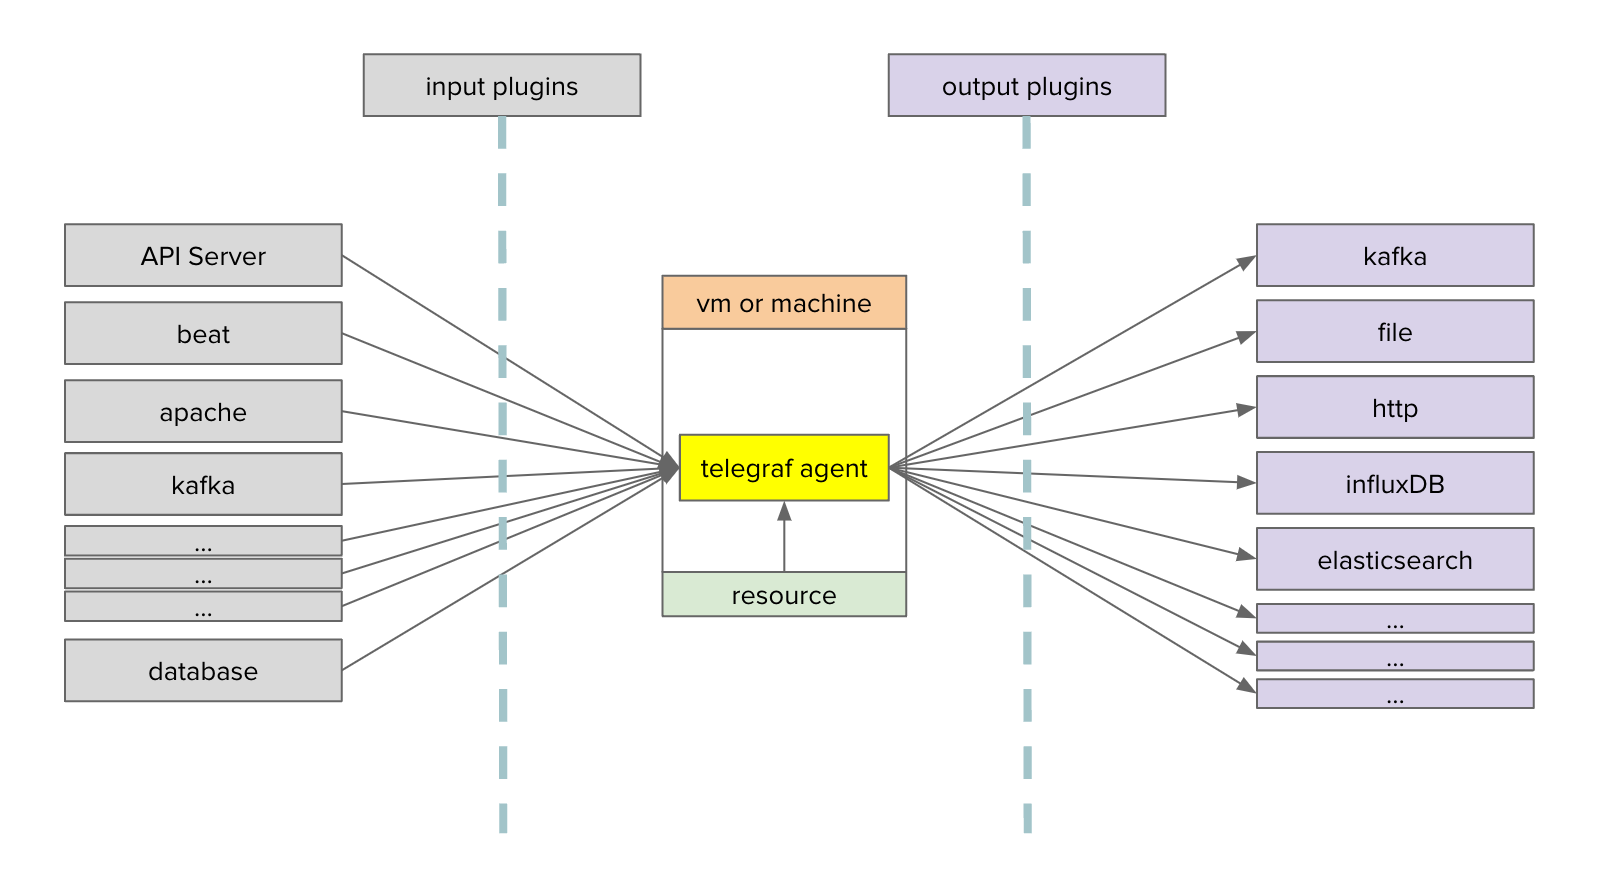 input plugins
output plugins
API Server
beat
apache
kafka
...
...
...
database
vm or machine
telegraf agent
resource
kafka
file
http
influxDB
elasticsearch
...
...
...